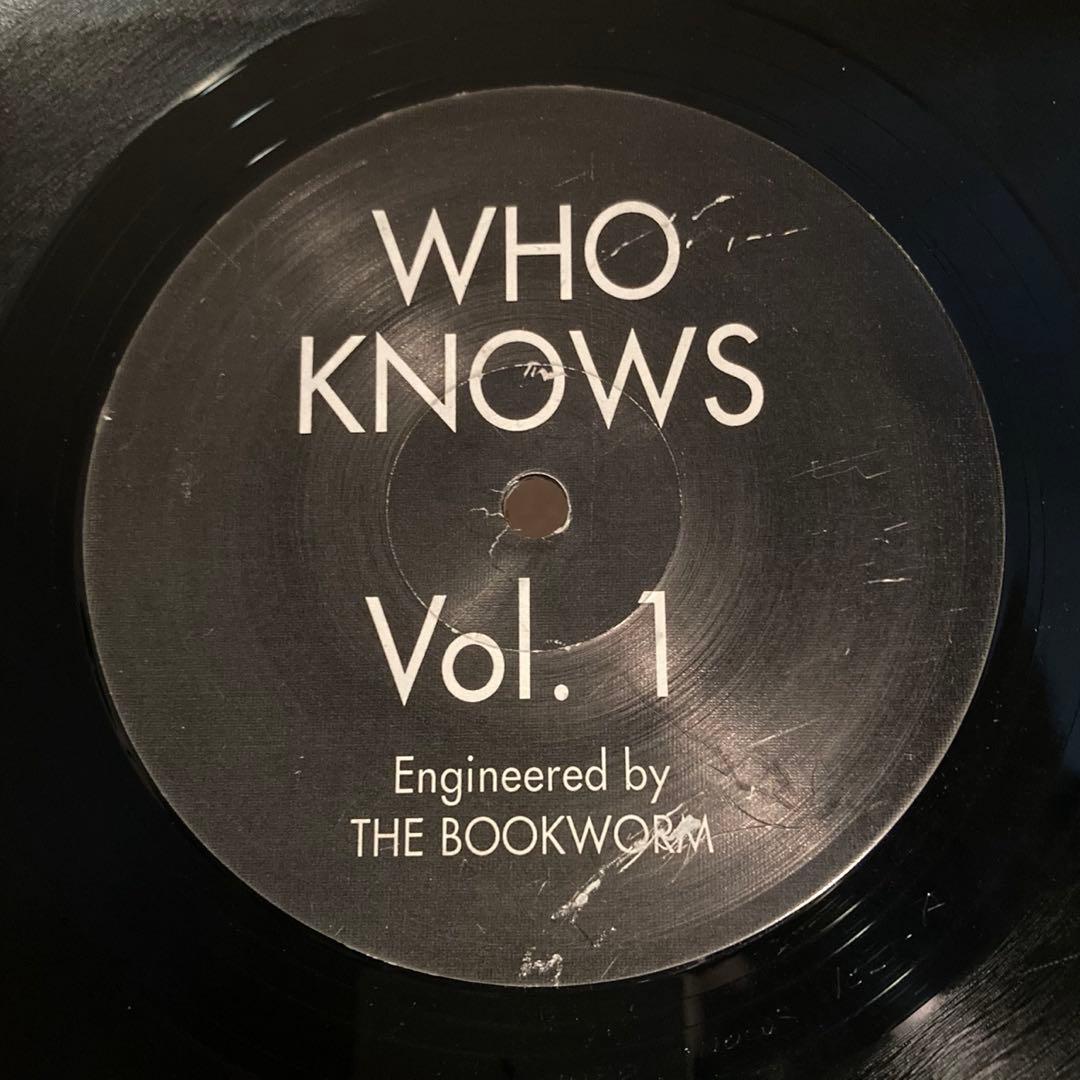 WHO
KNOWS
Vol. 1
Engineered by
THE BOOKWORM